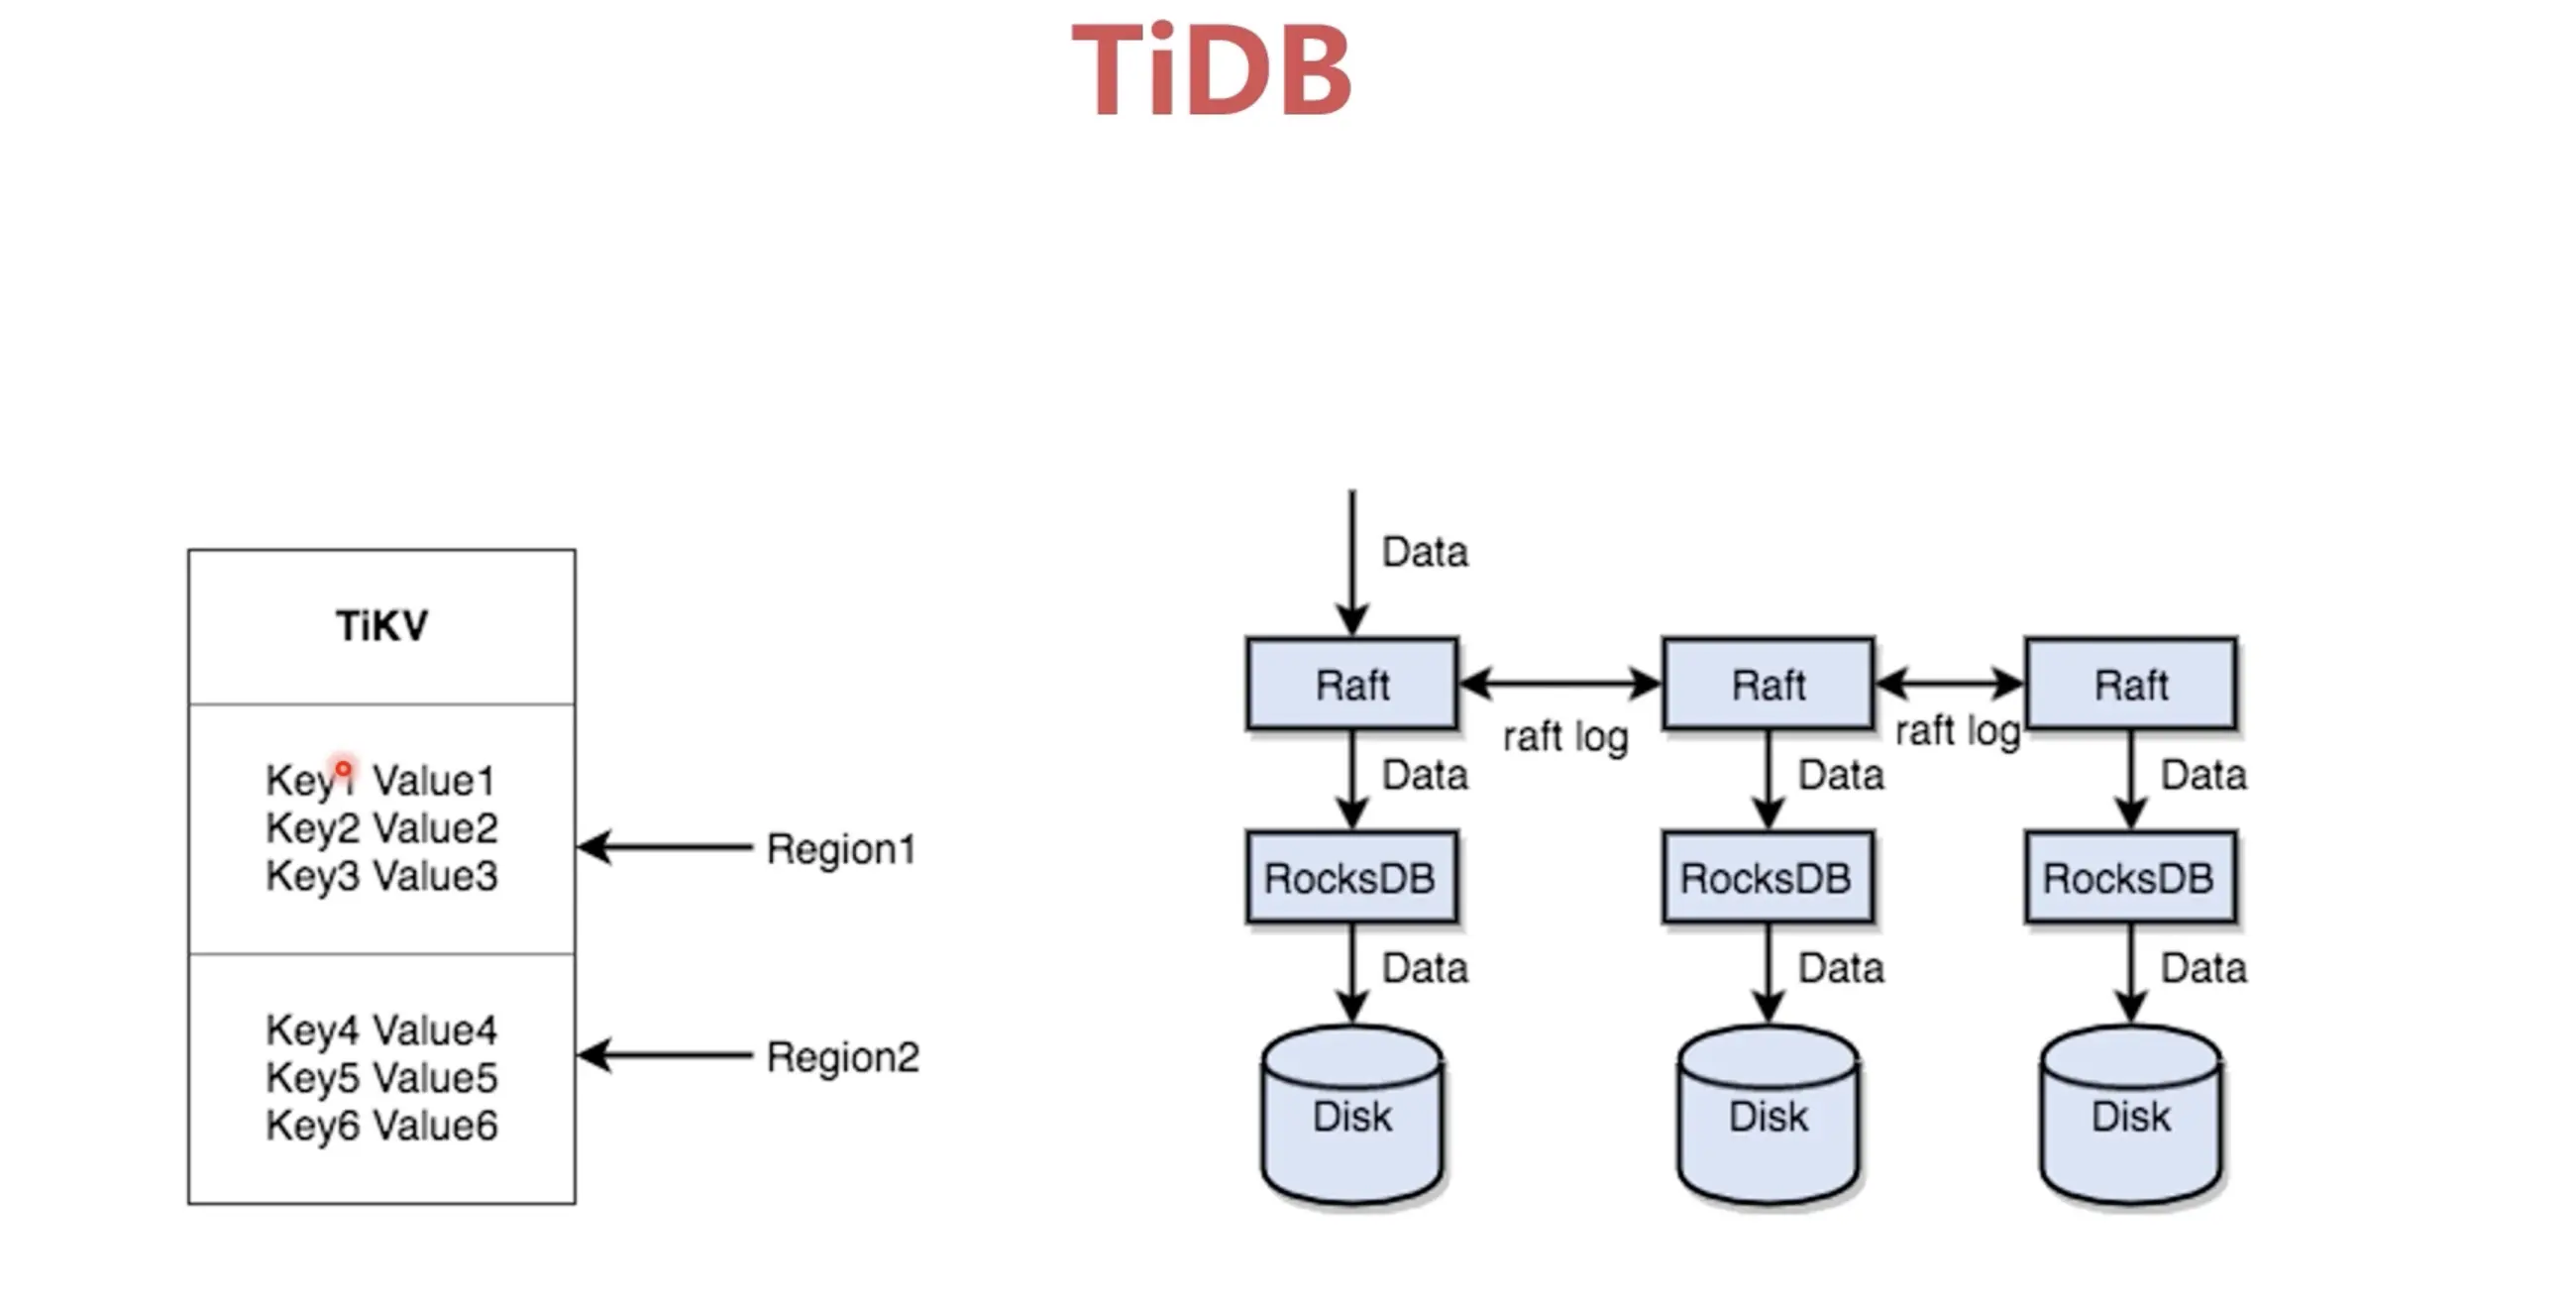 TiDB
TiKV
Key1 Value1
Key2 Value2
Key3 Value3
Key4 Value4
Key5 Value5
Key6 Value6
Region1
Region2
Data
Raft
Raft
Raft
raft log
raft log
Data
Data
Data
RocksDB
RocksDB
RocksDB
Data
Data
Data
Disk
Disk
Disk